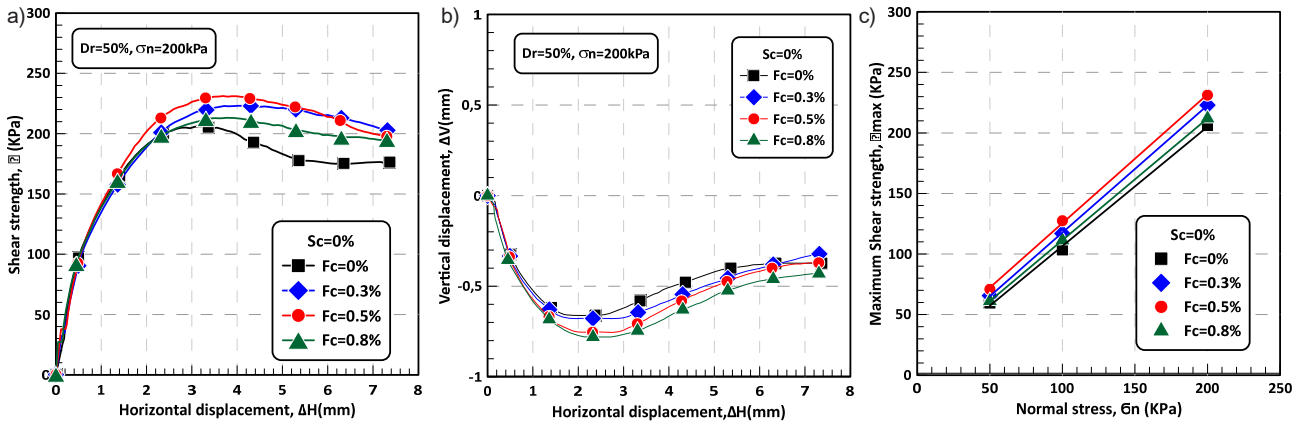 a)
300
250
200
150
100
50
0
0 1 2 3 4 5 6 7 8
Shear strength, (KPa)
Horizontal displacement, ΔH(mm)
Dr=50%, σn=200kPa
Sc=0%
Fc=0%
Fc=0.3%
Fc=0.5%
Fc=0.8%
b)
1
0,5
0
-0,5
-1
0 1 2 3 4 5 6 7 8
Vertical displacement, ΔV(mm)
Horizontal displacement,ΔH(mm)
Dr=50%, σn=200kPa
Sc=0%
Fc=0%
Fc=0.3%
Fc=0.5%
Fc=0.8%
c)
300
250
200
150
100
50
0
0 50 100 150 200 250
Maximum Shear strength, max (KPa)
Normal stress, σn (KPa)
Sc=0%
Fc=0%
Fc=0.3%
Fc=0.5%
Fc=0.8%